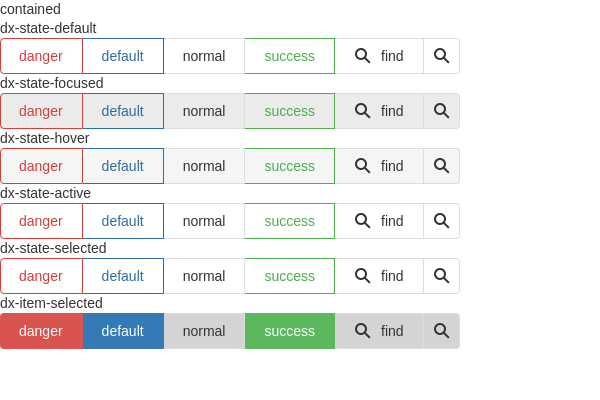 contained
dx-state-default
danger default normal success find
dx-state-focused
danger default normal success find
dx-state-hover
danger default normal success find
dx-state-active
danger default normal success find
dx-state-selected
danger default normal success find
dx-item-selected
danger default normal success find